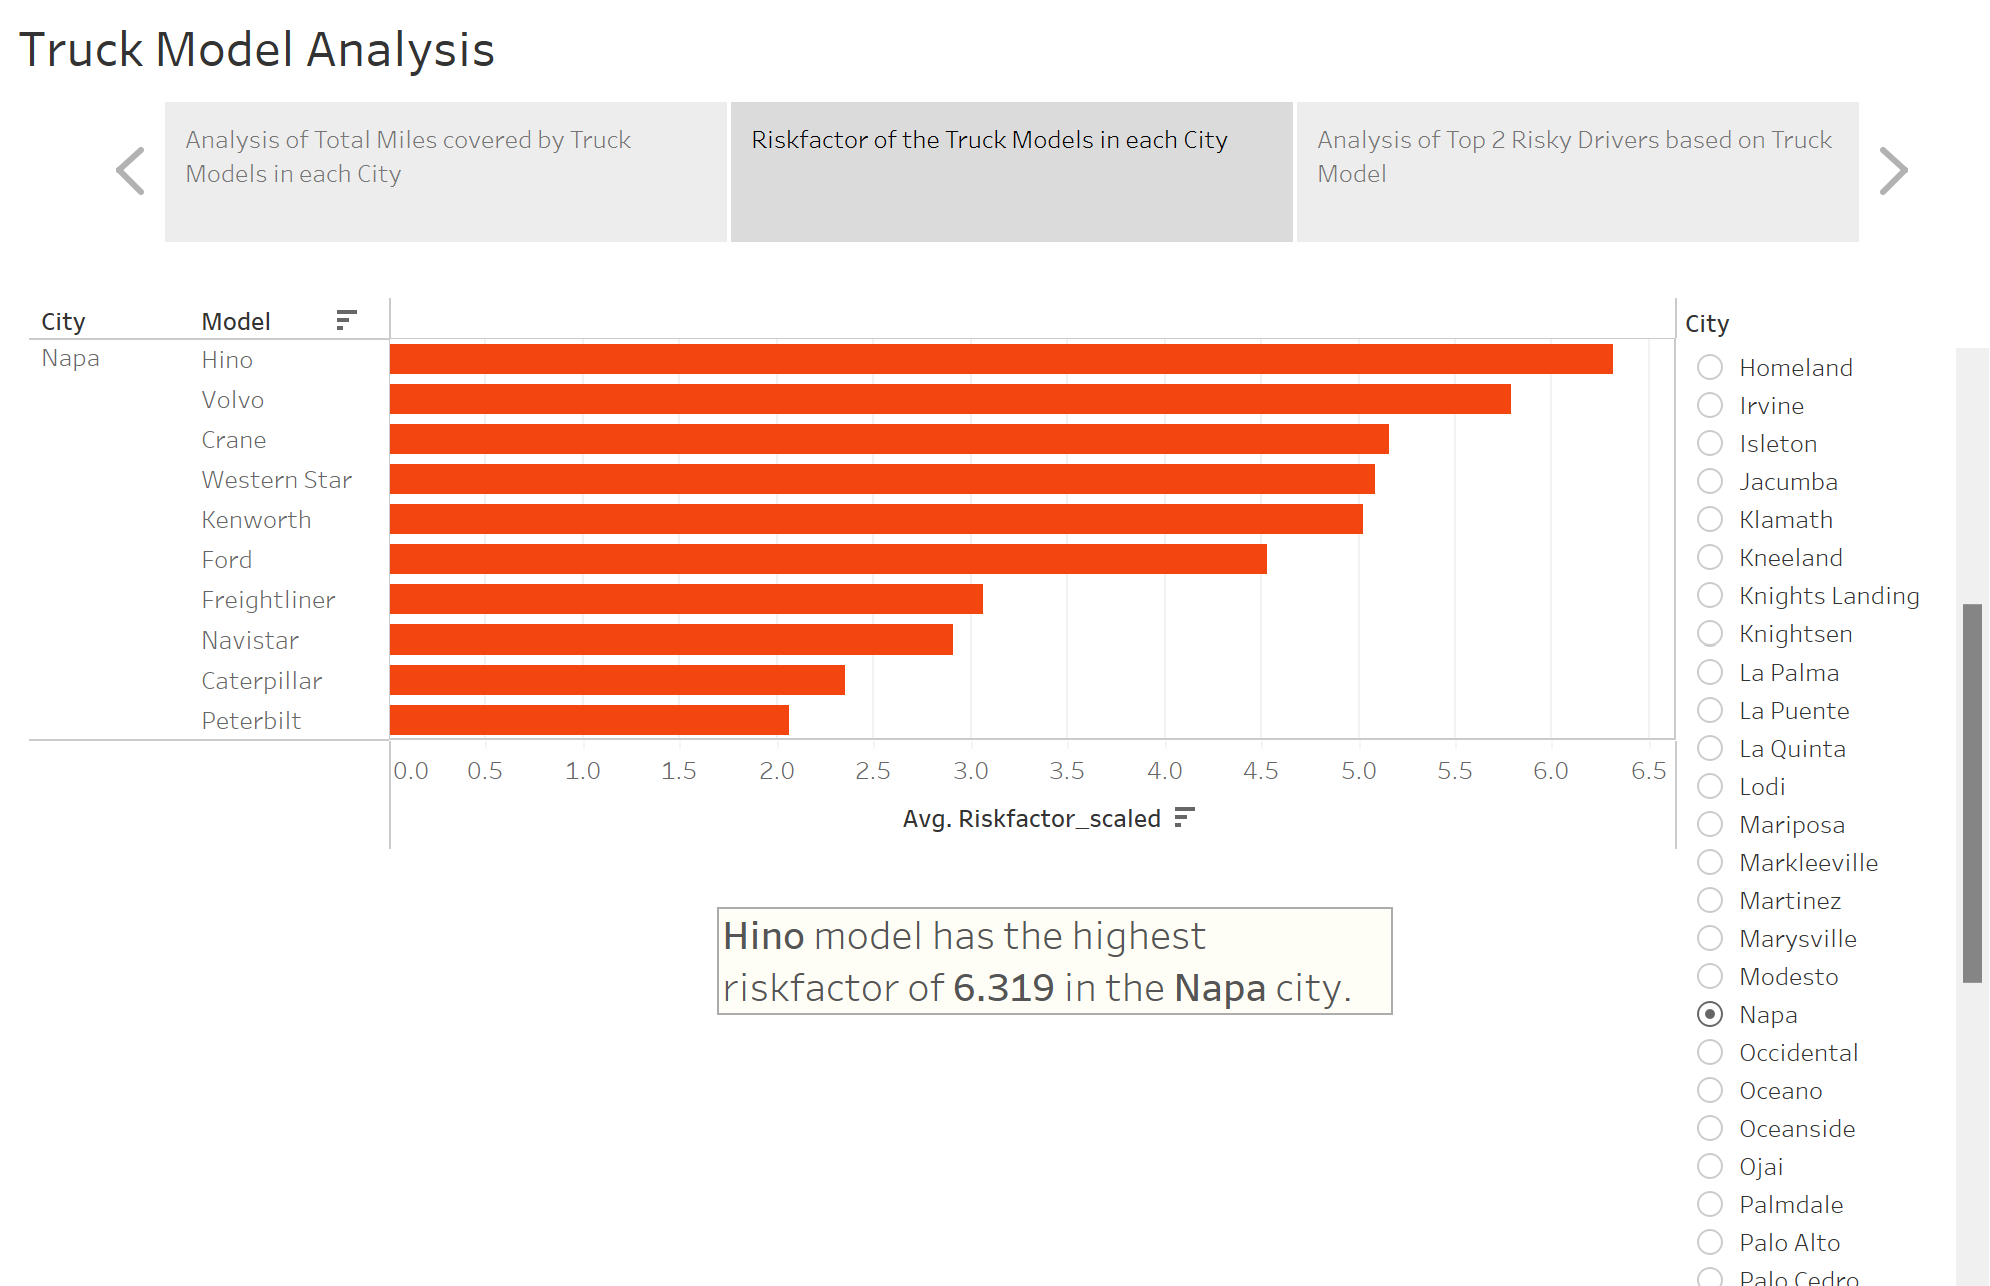 Truck Model Analysis
Analysis of Total Miles covered by Truck
Models in each City
Riskfactor of the Truck Models in each City
Analysis of Top 2 Risky Drivers based on Truck
Model
City Model
Napa Hino
Volvo
Crane
Western Star
Kenworth
Ford
Freightliner
Navistar
Caterpillar
Peterbilt
0.0 0.5 1.0 1.5 2.0 2.5 3.0 3.5 4.0 4.5 5.0 5.5 6.0 6.5
Avg. Riskfactor_scaled
Hino model has the highest
riskfactor of 6.319 in the Napa city.
City
Homeland
Irvine
Isleton
Jacumba
Klamath
Kneeland
Knights Landing
Knightsen
La Palma
La Puente
La Quinta
Lodi
Mariposa
Markleeville
Martinez
Marysville
Modesto
Napa
Occidental
Oceano
Oceanside
Ojai
Palmdale
Palo Alto
Palo Cedro